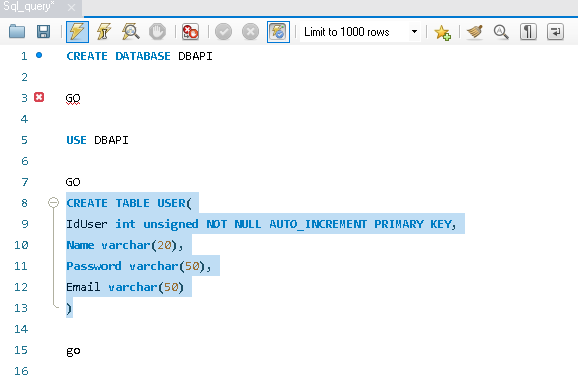 Sql_query*
Limit to 1000 rows
1 CREATE DATABASE DBAPI
2
3 GO
4
5 USE DBAPI
6
7 GO
8 CREATE TABLE USER(
9 IdUser int unsigned NOT NULL AUTO_INCREMENT PRIMARY KEY,
10 Name varchar(20),
11 Password varchar(50),
12 Email varchar(50)
13 )
14
15 go
16